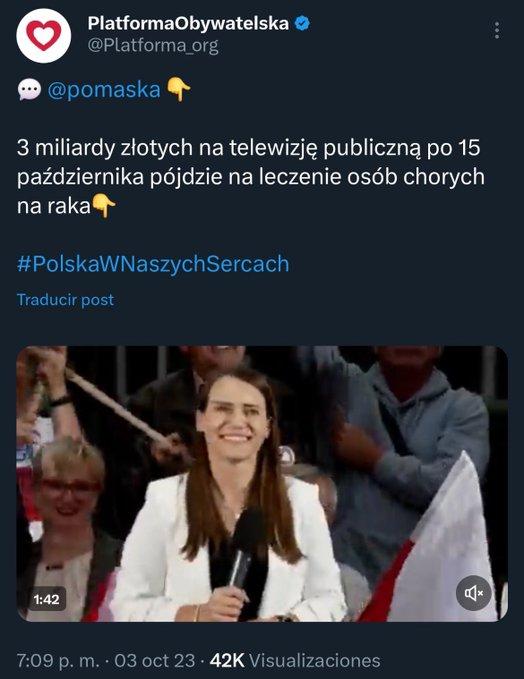 PlatformaObywatelska
@Platforma_org
💬 @pomaska 👇
3 miliardy złotych na telewizję publiczną po 15
października pójdzie na leczenie osób chorych
na raka👇
#PolskaWNaszychSercach
Traducir post
1:42
7:09 p. m. · 03 oct 23 · 42K Visualizaciones